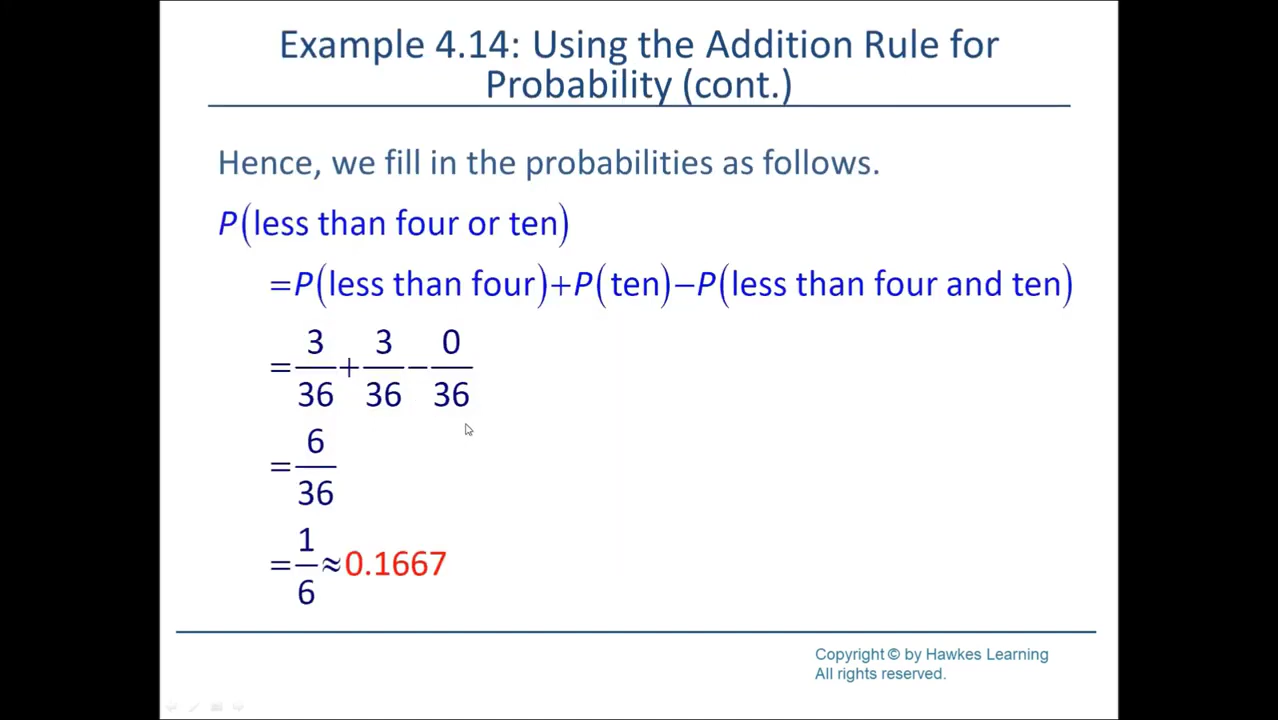 Example 4.14: Using the Addition Rule for
Probability (cont.)
Hence, we fill in the probabilities as follows.
P(less than four or ten)
=P(less than four)+P(ten)−P(less than four and ten)
=3/36+3/36−0/36
=6/36
=1/6≈0.1667
Copyright © by Hawkes Learning
All rights reserved.